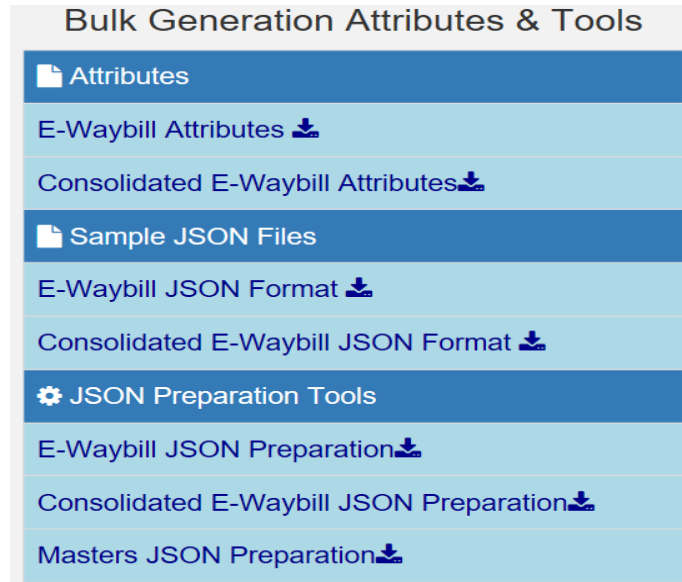 Bulk Generation Attributes & Tools
Attributes
E-Waybill Attributes
Consolidated E-Waybill Attributes
Sample JSON Files
E-Waybill JSON Format
Consolidated E-Waybill JSON Format
JSON Preparation Tools
E-Waybill JSON Preparation
Consolidated E-Waybill JSON Preparation
Masters JSON Preparation